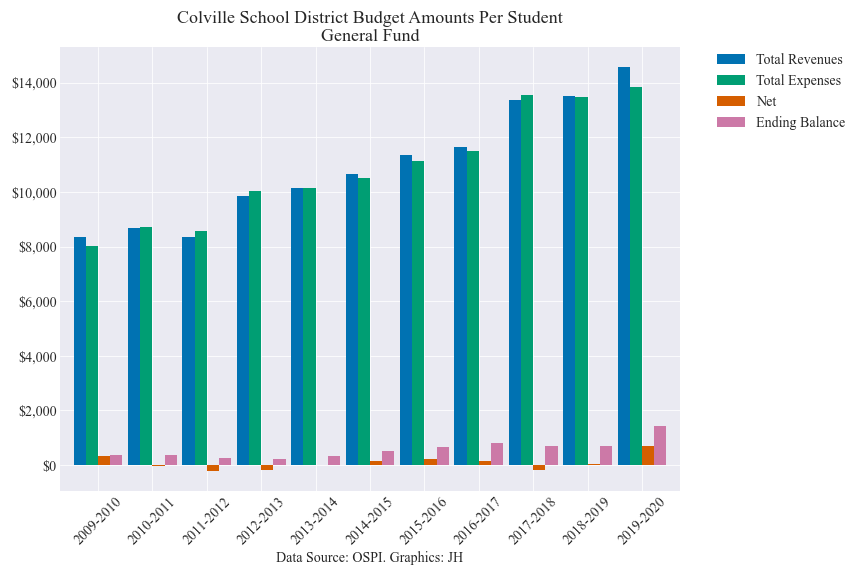 Colville School District Budget Amounts Per Student
General Fund
Total Revenues
Total Expenses
Net
Ending Balance
$14,000
$12,000
$10,000
$8,000
$6,000
$4,000
$2,000
$0
2009-2010
2010-2011
2011-2012
2012-2013
2013-2014
2014-2015
2015-2016
2016-2017
2017-2018
2018-2019
2019-2020
Data Source: OSPI. Graphics: JH